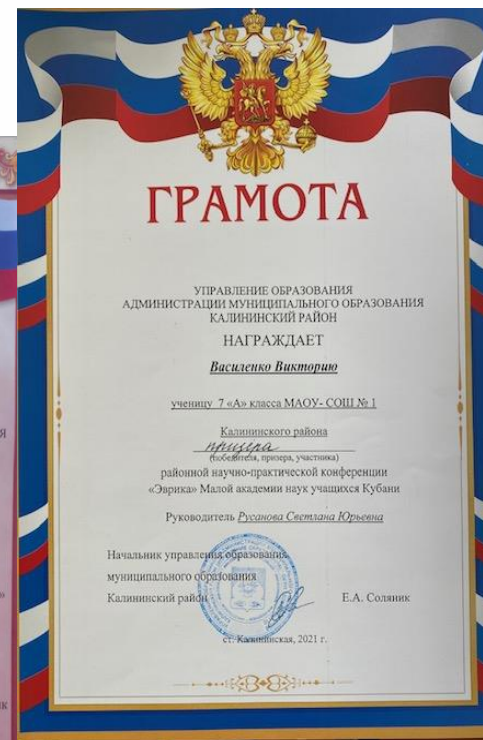 ГРАМОТА
УПРАВЛЕНИЕ ОБРАЗОВАНИЯ
АДМИНИСТРАЦИИ МУНИЦИПАЛЬНОГО ОБРАЗОВАНИЯ
КАЛИНИНСКИЙ РАЙОН
НАГРАЖДАЕТ
Василенко Викторию
ученицу 7 «А» класса МАОУ- СОШ № 1
Калининского района
призера
(победителя, призера, участника)
районной научно-практической конференции
«Эврика» Малой академии наук учащихся Кубани
Руководитель Русанова Светлана Юрьевна
Начальник управления образования
муниципального образования
Калининский район Е.А. Соляник
ст. Калининская, 2021 г.